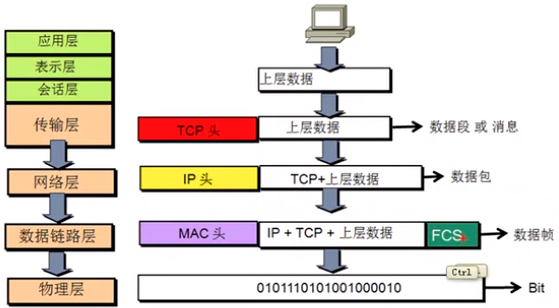 应用层
上层数据
表示层
会话层
传输层
TCP 头
上层数据
数据段 或 消息
网络层
IP 头
TCP+上层数据
数据包
数据链路层
MAC 头
IP + TCP + 上层数据
FCS
数据帧
Ctrl
物理层
0101110101001000010
Bit